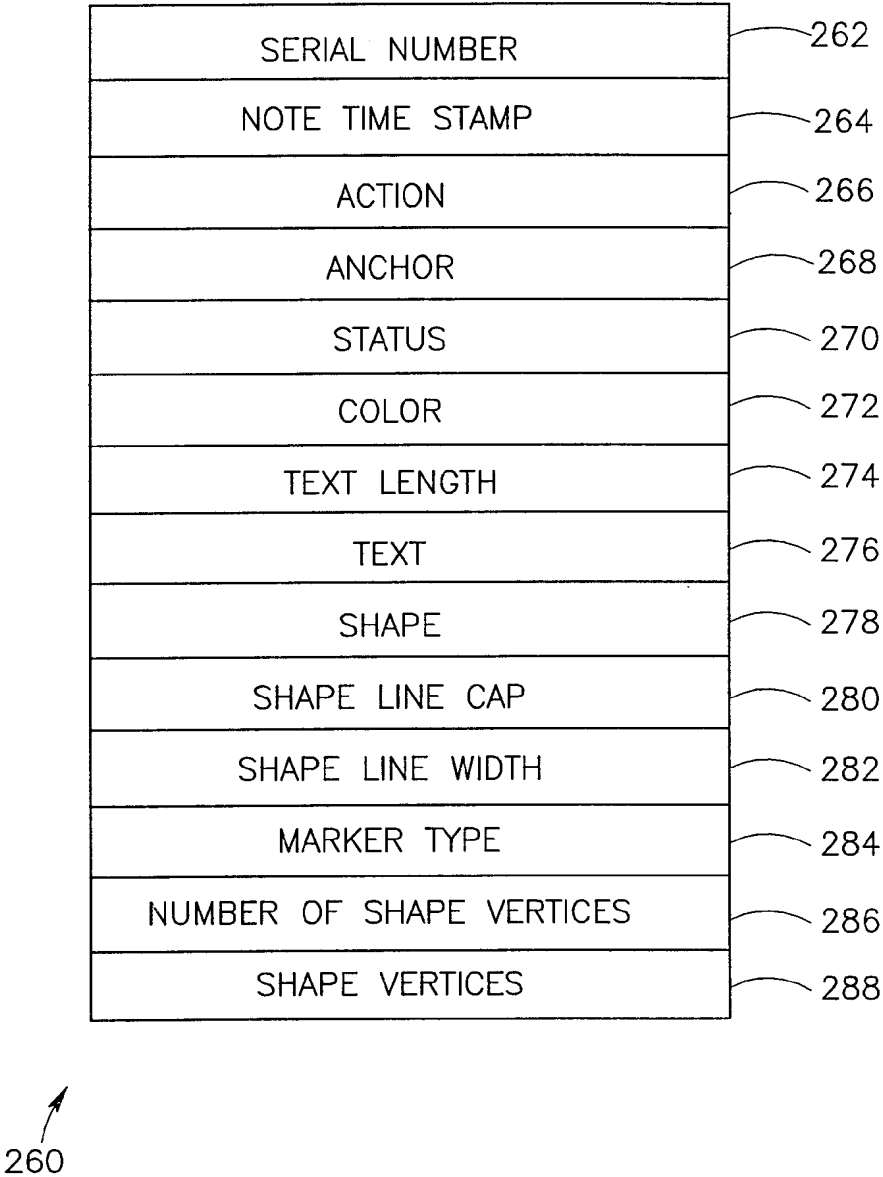 SERIAL NUMBER 262
NOTE TIME STAMP 264
ACTION 266
ANCHOR 268
STATUS 270
COLOR 272
TEXT LENGTH 274
TEXT 276
SHAPE 278
SHAPE LINE CAP 280
SHAPE LINE WIDTH 282
MARKER TYPE 284
NUMBER OF SHAPE VERTICES 286
SHAPE VERTICES 288
260